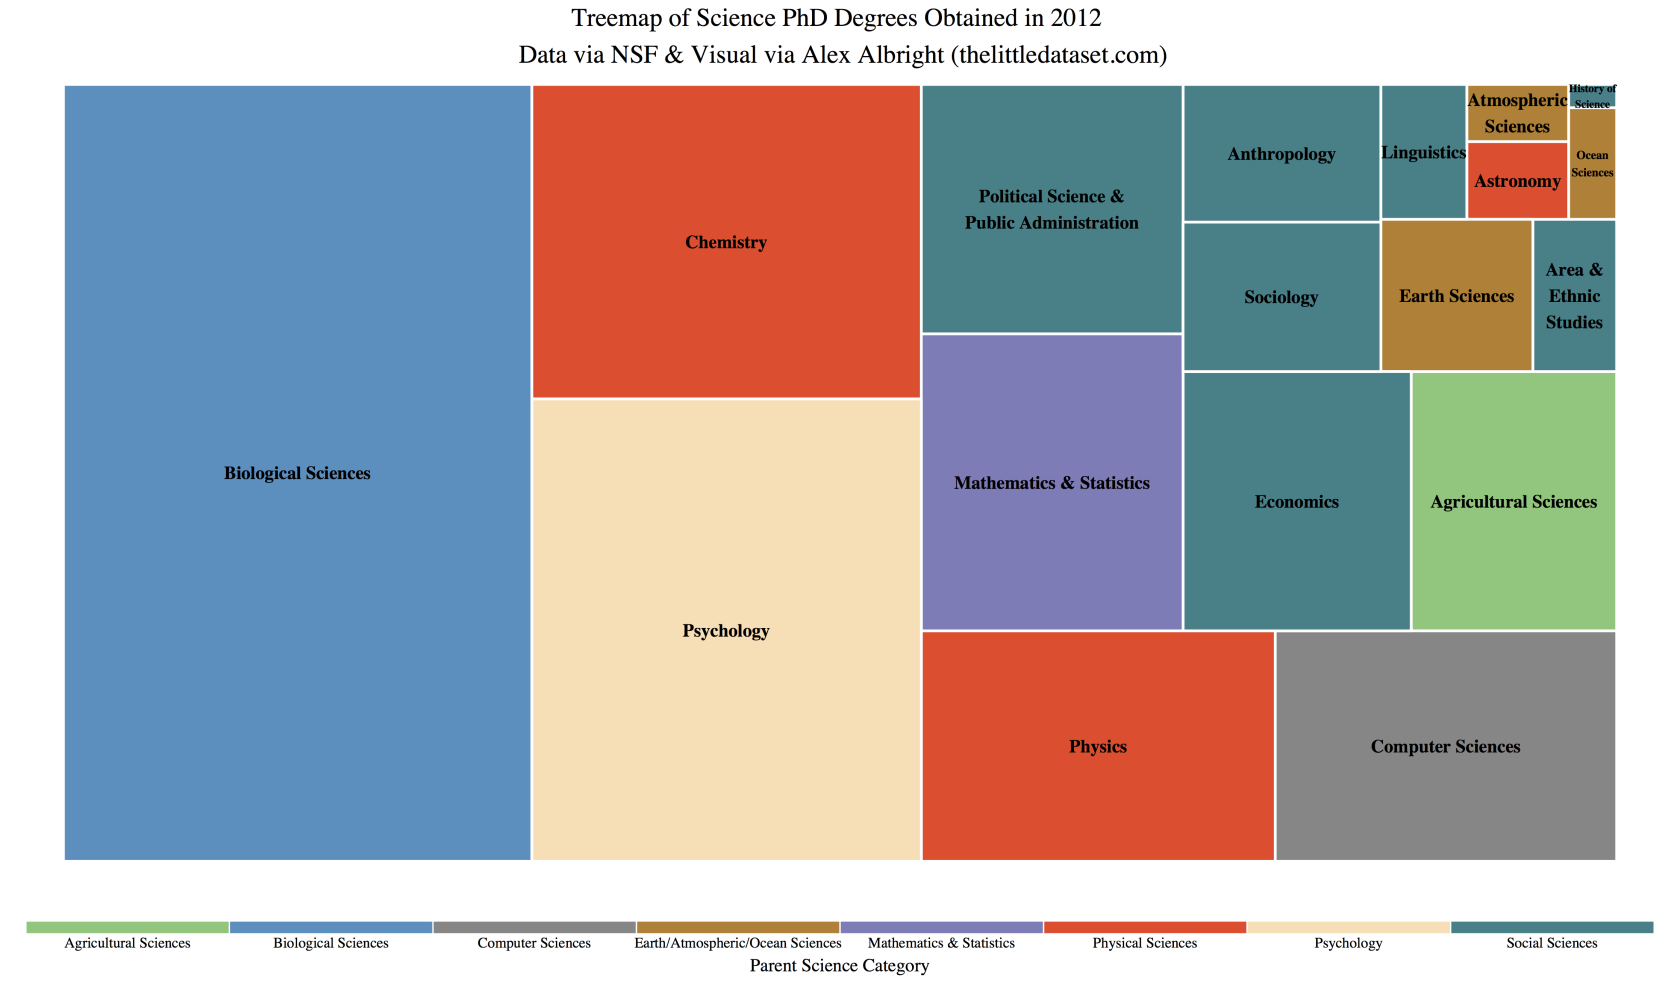 Treemap of Science PhD Degrees Obtained in 2012
Data via NSF & Visual via Alex Albright (thelittledataset.com)
Biological Sciences
Chemistry
Psychology
Political Science &
Public Administration
Mathematics & Statistics
Physics
Computer Sciences
Anthropology
Sociology
Economics
Agricultural Sciences
Linguistics
Atmospheric
Sciences
Astronomy
History of
Science
Ocean
Sciences
Earth Sciences
Area &
Ethnic
Studies
Agricultural Sciences
Biological Sciences
Computer Sciences
Earth/Atmospheric/Ocean Sciences
Mathematics & Statistics
Physical Sciences
Psychology
Social Sciences
Parent Science Category